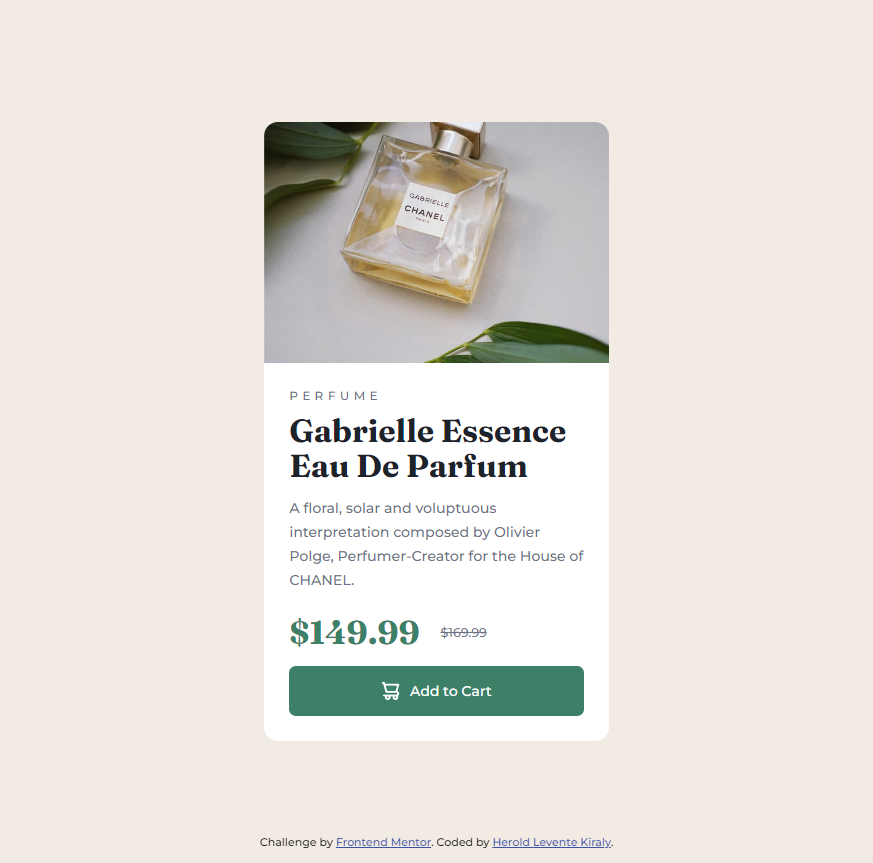 GABRIELLE
CHANEL
PARIS
PERFUME
Gabrielle Essence
Eau De Parfum
A floral, solar and voluptuous
interpretation composed by Olivier
Polge, Perfumer-Creator for the House of
CHANEL.
$149.99 $169.99
Add to Cart
Challenge by Frontend Mentor. Coded by Herold Levente Kiraly.